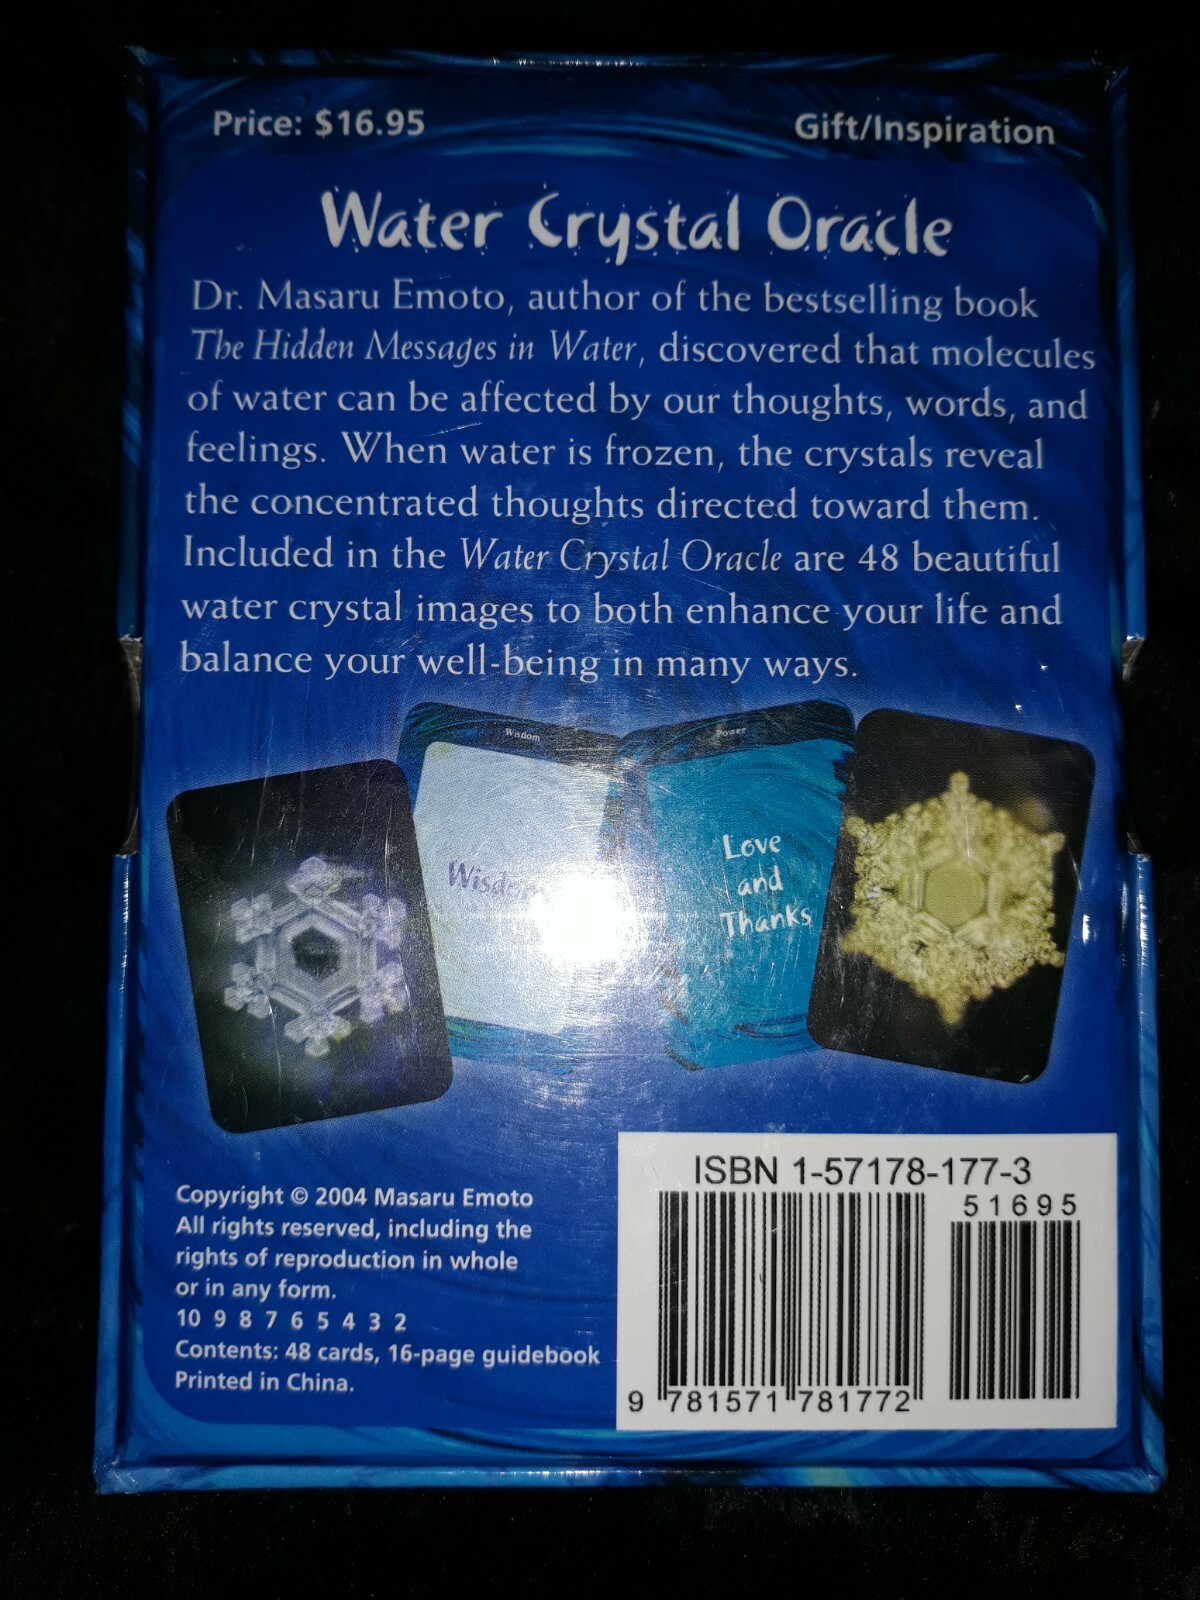 Price: $16.95
Gift/Inspiration
Water Crystal Oracle
Dr. Masaru Emoto, author of the bestselling book
The Hidden Messages in Water, discovered that molecules
of water can be affected by our thoughts, words, and
feelings. When water is frozen, the crystals reveal
the concentrated thoughts directed toward them.
Included in the Water Crystal Oracle are 48 beautiful
water crystal images to both enhance your life and
balance your well-being in many ways.
Wisdom
Power
Wisdom
Love
and
Thanks
Copyright © 2004 Masaru Emoto
All rights reserved, including the
rights of reproduction in whole
or in any form.
10 9 8 7 6 5 4 3 2
Contents: 48 cards, 16-page guidebook
Printed in China.
ISBN 1-57178-177-3
51695
9 781571 781772